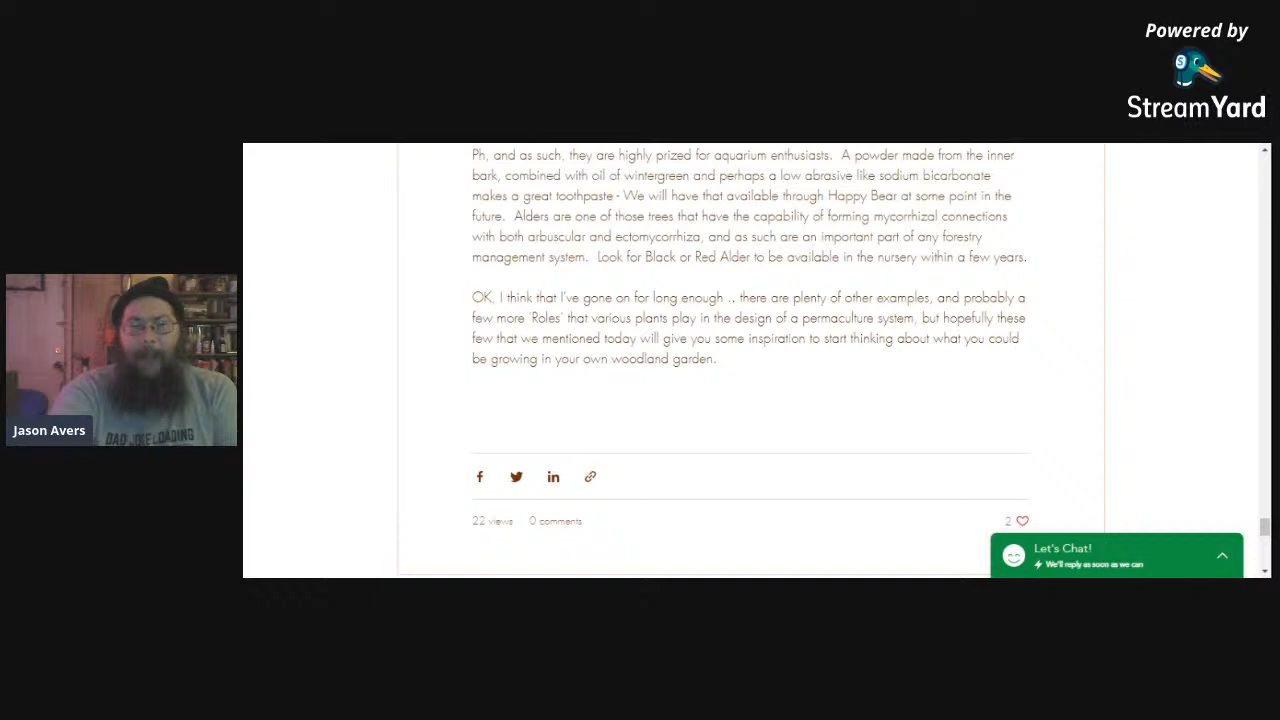 Powered by
StreamYard
Ph, and as such, they are highly prized for aquarium enthusiasts. A powder made from the inner
bark, combined with oil of wintergreen and perhaps a low abrasive like sodium bicarbonate
makes a great toothpaste - We will have that available through Happy Bear at some point in the
future. Alders are one of those trees that have the capability of forming mycorrhizal connections
with both arbuscular and ectomycorrhiza, and as such are an important part of any forestry
management system. Look for Black or Red Alder to be available in the nursery within a few years.
OK, I think that I've gone on for long enough .. there are plenty of other examples, and probably a
few more 'Roles' that various plants play in the design of a permaculture system, but hopefully these
few that we mentioned today will give you some inspiration to start thinking about what you could
be growing in your own woodland garden.
DAD JOKE LOADING
Jason Avers
22 views 0 comments
2
Let's Chat!
We'll reply as soon as we can